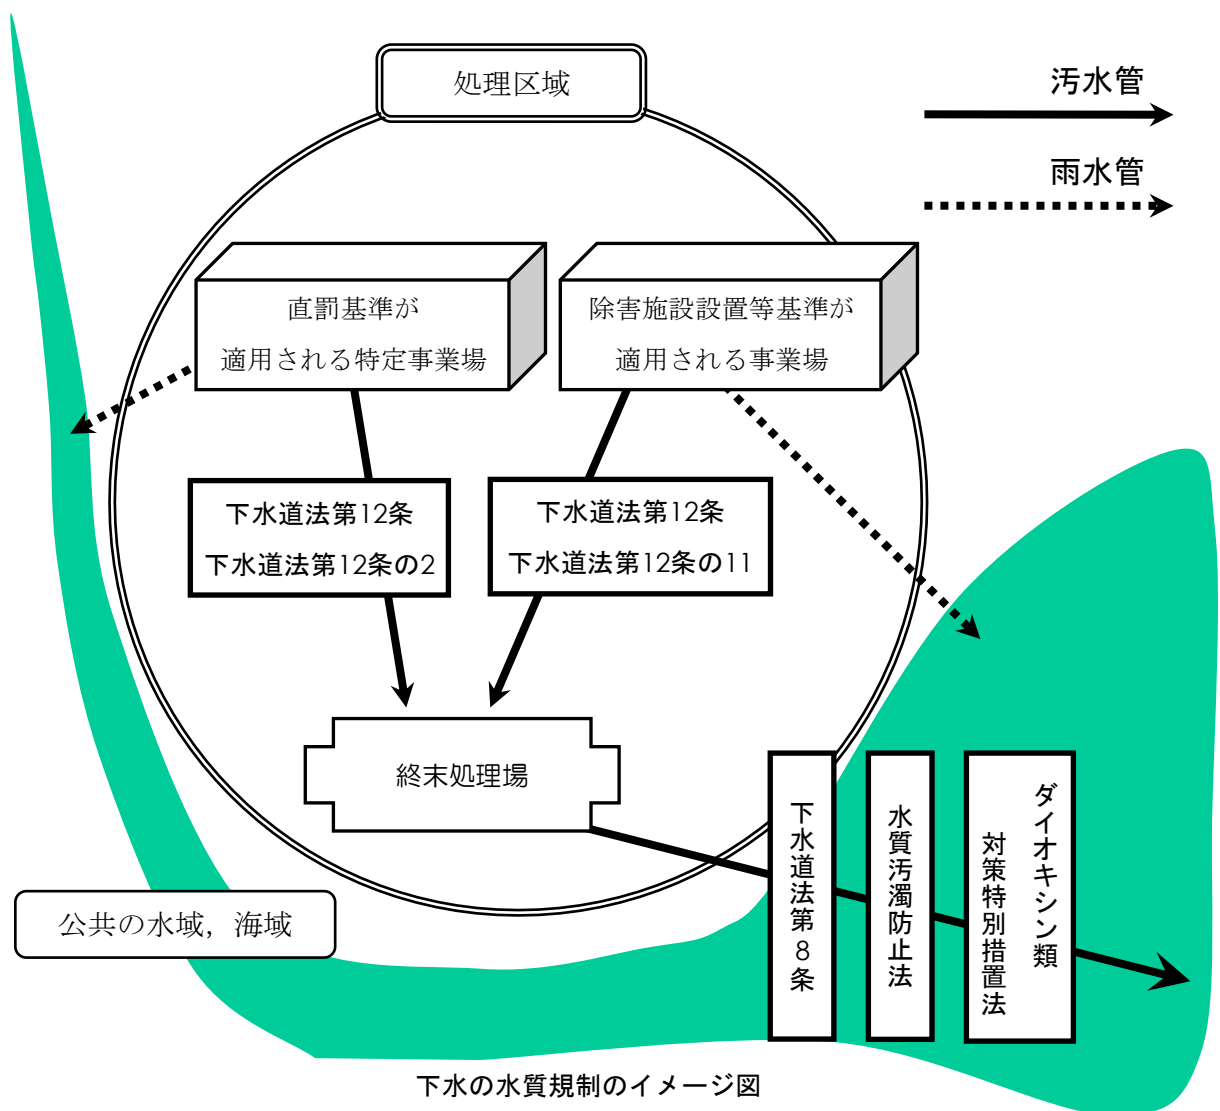 処理区域
汚水管
雨水管
直罰基準が
適用される特定事業場
除害施設設置等基準が
適用される事業場
下水道法第12条
下水道法第12条の2
下水道法第12条
下水道法第12条の11
終末処理場
下水道法第8条
水質汚濁防止法
ダイオキシン類
対策特別措置法
公共の水域，海域
下水の水質規制のイメージ図